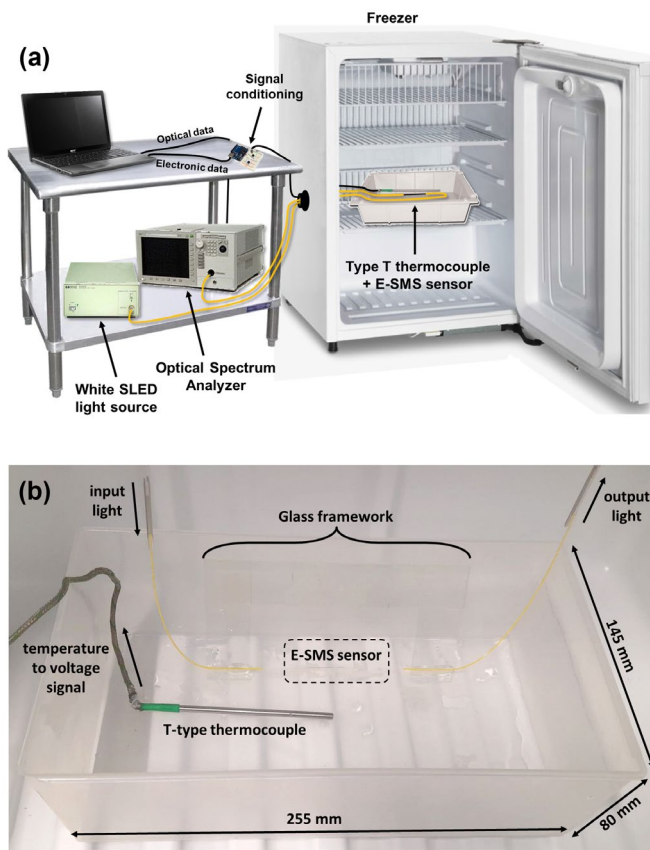 Freezer
(a)
Signal
conditioning
Optical data
Electronic data
Type T thermocouple
+ E-SMS sensor
Optical Spectrum
Analyzer
White SLED
light source
(b)
input
light
output
light
Glass framework
E-SMS sensor
145 mm
temperature
to voltage
signal
T-type thermocouple
255 mm
80 mm